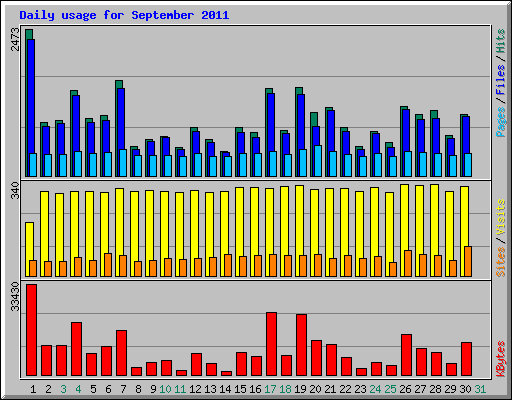 Daily usage for September 2011
2473
Pages / Files / Hits
340
Sites / Visits
33430
KBytes
1 2 3 4 5 6 7 8 9 10 11 12 13 14 15 16 17 18 19 20 21 22 23 24 25 26 27 28 29 30 31